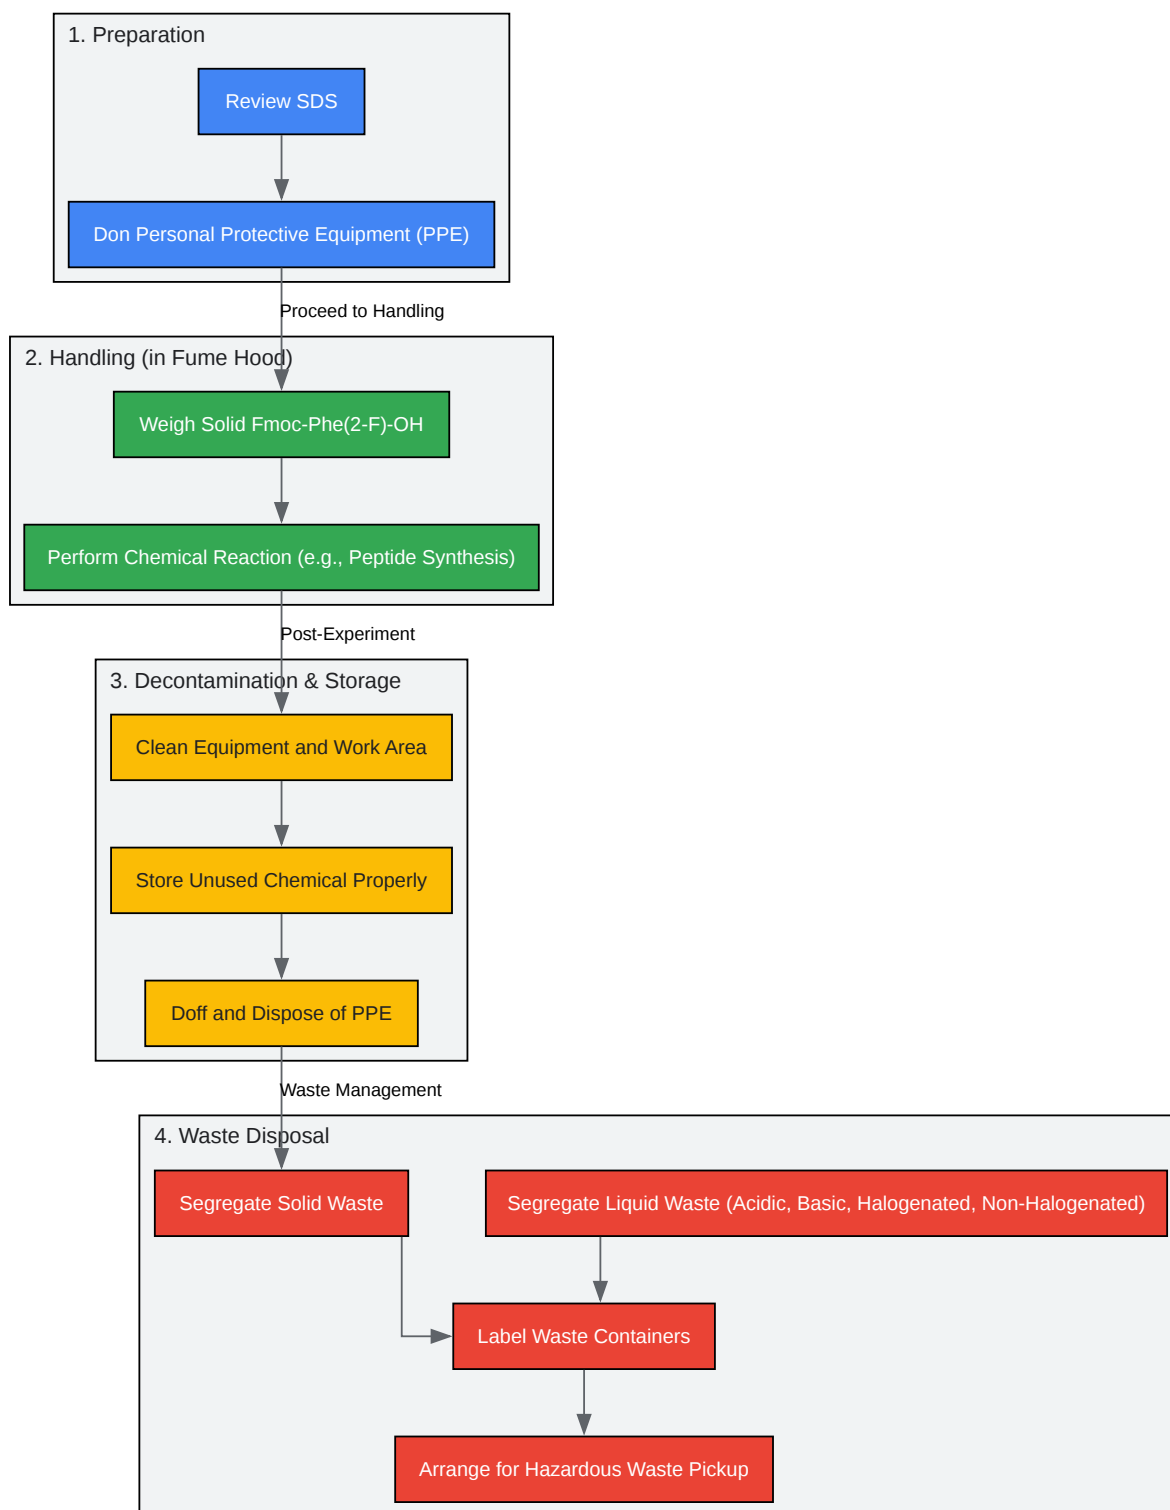 1. Preparation
Review SDS
Don Personal Protective Equipment (PPE)
Proceed to Handling
2. Handling (in Fume Hood)
Weigh Solid Fmoc-Phe(2-F)-OH
Perform Chemical Reaction (e.g., Peptide Synthesis)
Post-Experiment
3. Decontamination & Storage
Clean Equipment and Work Area
Store Unused Chemical Properly
Doff and Dispose of PPE
Waste Management
4. Waste Disposal
Segregate Solid Waste
Segregate Liquid Waste (Acidic, Basic, Halogenated, Non-Halogenated)
Label Waste Containers
Arrange for Hazardous Waste Pickup